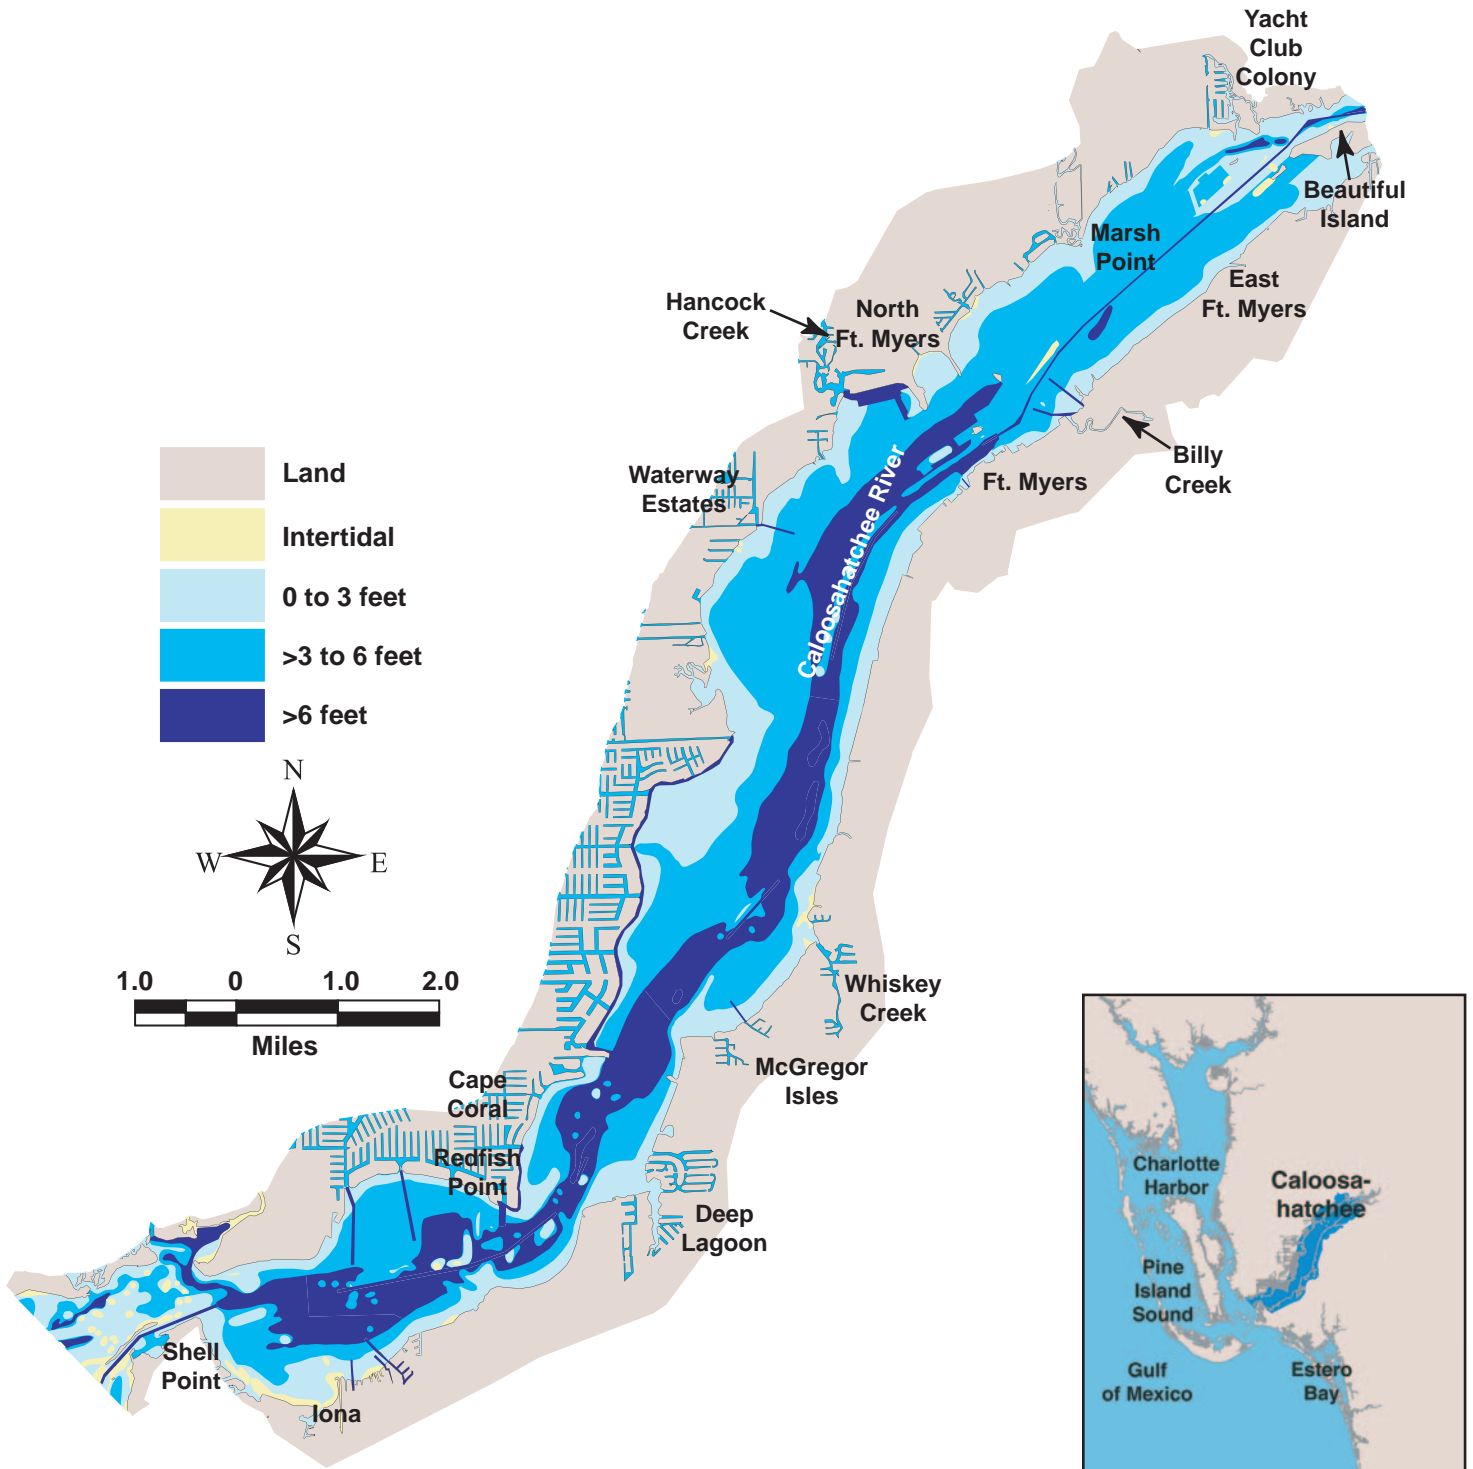 Yacht
Club
Colony
Beautiful
Island
Marsh
Point
East
Ft. Myers
Hancock
Creek
North
Ft. Myers
Billy
Creek
Ft. Myers
Waterway
Estates
Caloosahatchee River
Land
Intertidal
0 to 3 feet
>3 to 6 feet
>6 feet
N
W
E
S
1.0 0 1.0 2.0
Miles
Whiskey
Creek
McGregor
Isles
Cape
Coral
Redfish
Point
Deep
Lagoon
Shell
Point
Iona
Charlotte
Harbor
Caloosa-
hatchee
Pine
Island
Sound
Gulf
of Mexico
Estero
Bay